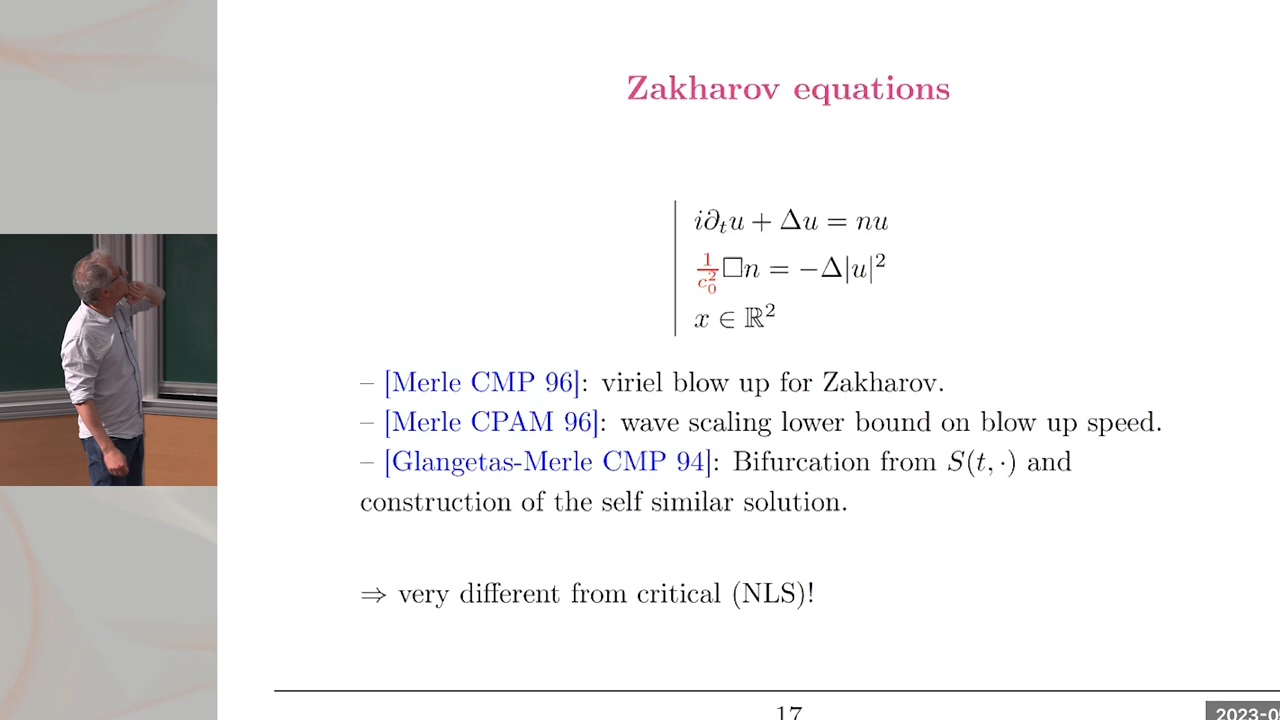 Zakharov equations
i∂ₜu + Δu = nu
1/c₀² □n = −Δ|u|²
x ∈ ℝ²
– [Merle CMP 96]: viriel blow up for Zakharov.
– [Merle CPAM 96]: wave scaling lower bound on blow up speed.
– [Glangetas-Merle CMP 94]: Bifurcation from S(t, ·) and
construction of the self similar solution.
⇒ very different from critical (NLS)!
17
2023-0